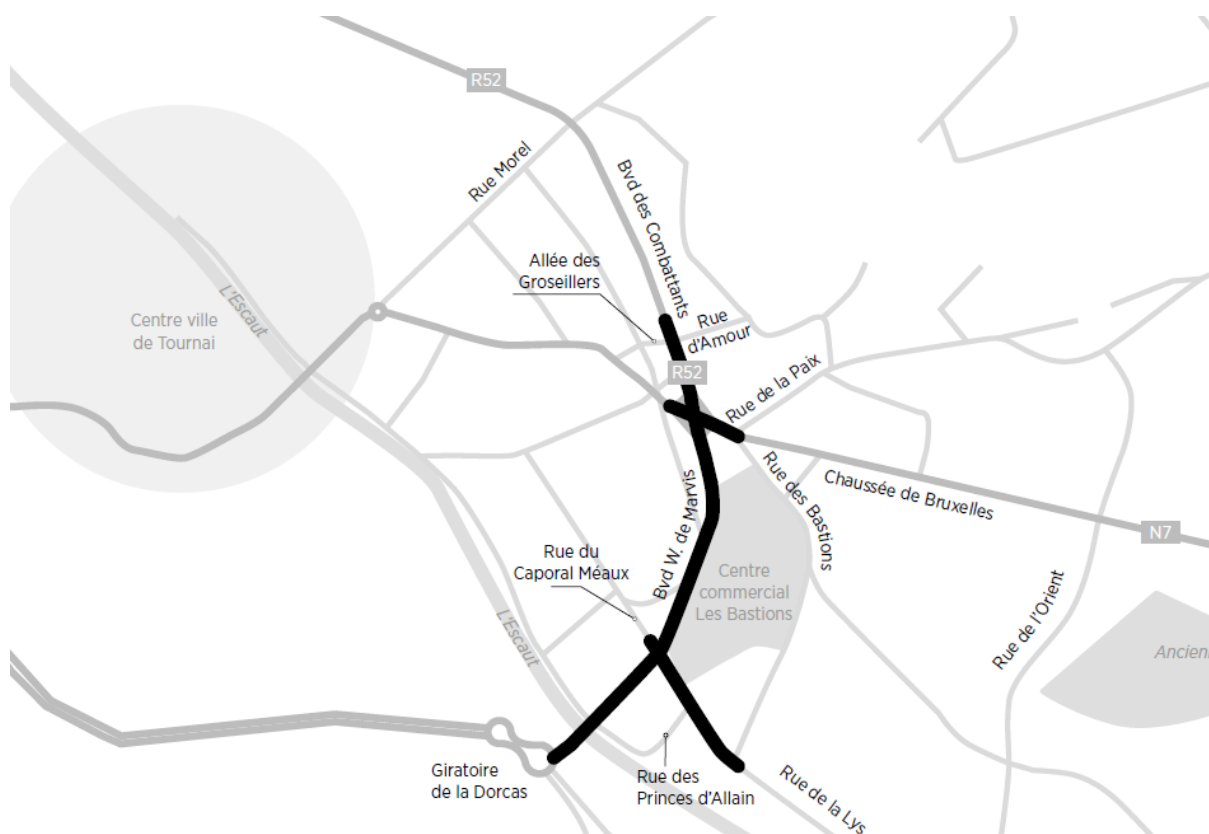 R52
Rue Morel
Bvd des Combattants
Allée des
Groseillers
Rue
d'Amour
L'Escaut
Centre ville
de Tournai
R52
Rue de la Paix
Rue des Bastions
Chaussée de Bruxelles
N7
Bvd W. de Marvis
Rue du
Caporal Méaux
Centre
commercial
Les Bastions
L'Escaut
Rue de l'Orient
Ancien
Giratoire
de la Dorcas
Rue des
Princes d'Allain
Rue de la Lys